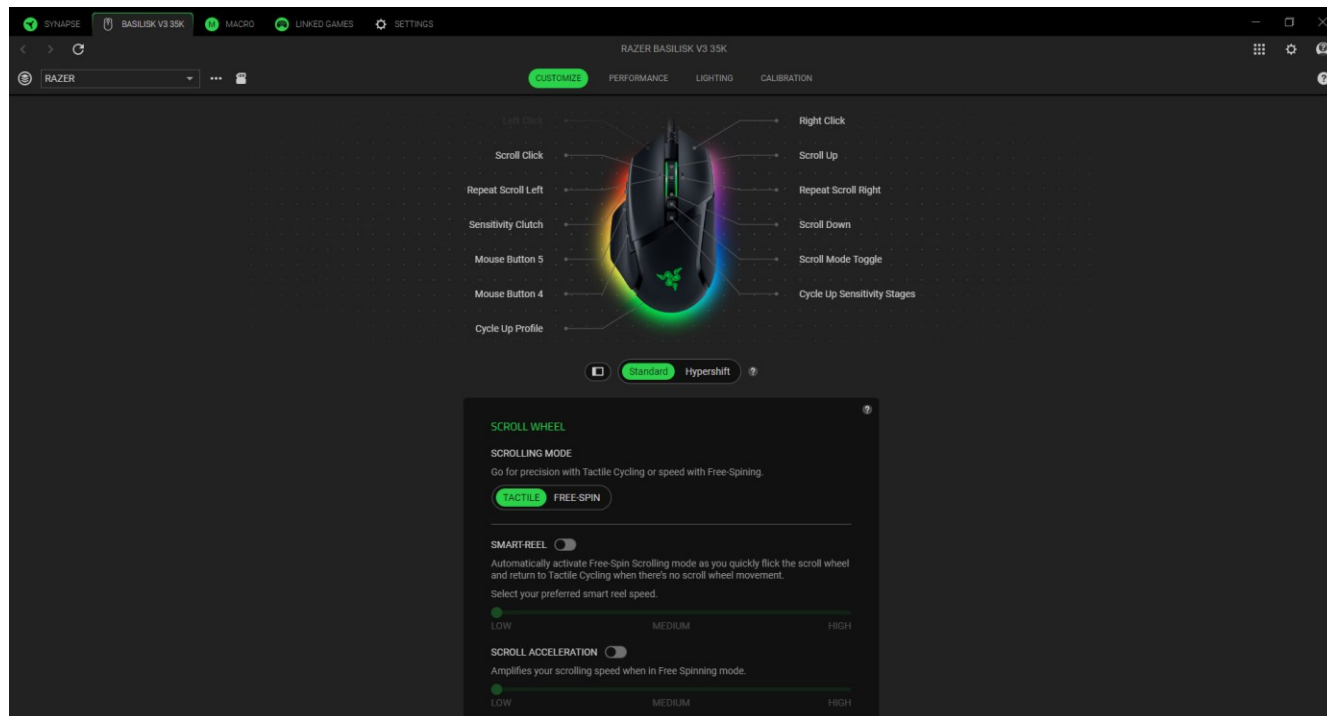 SYNAPSE BASILISK V3 35K MACRO LINKED GAMES SETTINGS
RAZER BASILISK V3 35K
RAZER CUSTOMIZE PERFORMANCE LIGHTING CALIBRATION
Left Click Right Click
Scroll Click Scroll Up
Repeat Scroll Left Repeat Scroll Right
Sensitivity Clutch Scroll Down
Mouse Button 5 Scroll Mode Toggle
Mouse Button 4 Cycle Up Sensitivity Stages
Cycle Up Profile
Standard Hypershift
SCROLL WHEEL
SCROLLING MODE
Go for precision with Tactile Cycling or speed with Free-Spining.
TACTILE FREE-SPIN
SMART-REEL
Automatically activate Free-Spin Scrolling mode as you quickly flick the scroll wheel
and return to Tactile Cycling when there's no scroll wheel movement.
Select your preferred smart reel speed.
LOW MEDIUM HIGH
SCROLL ACCELERATION
Amplifies your scrolling speed when in Free Spinning mode.
LOW MEDIUM HIGH